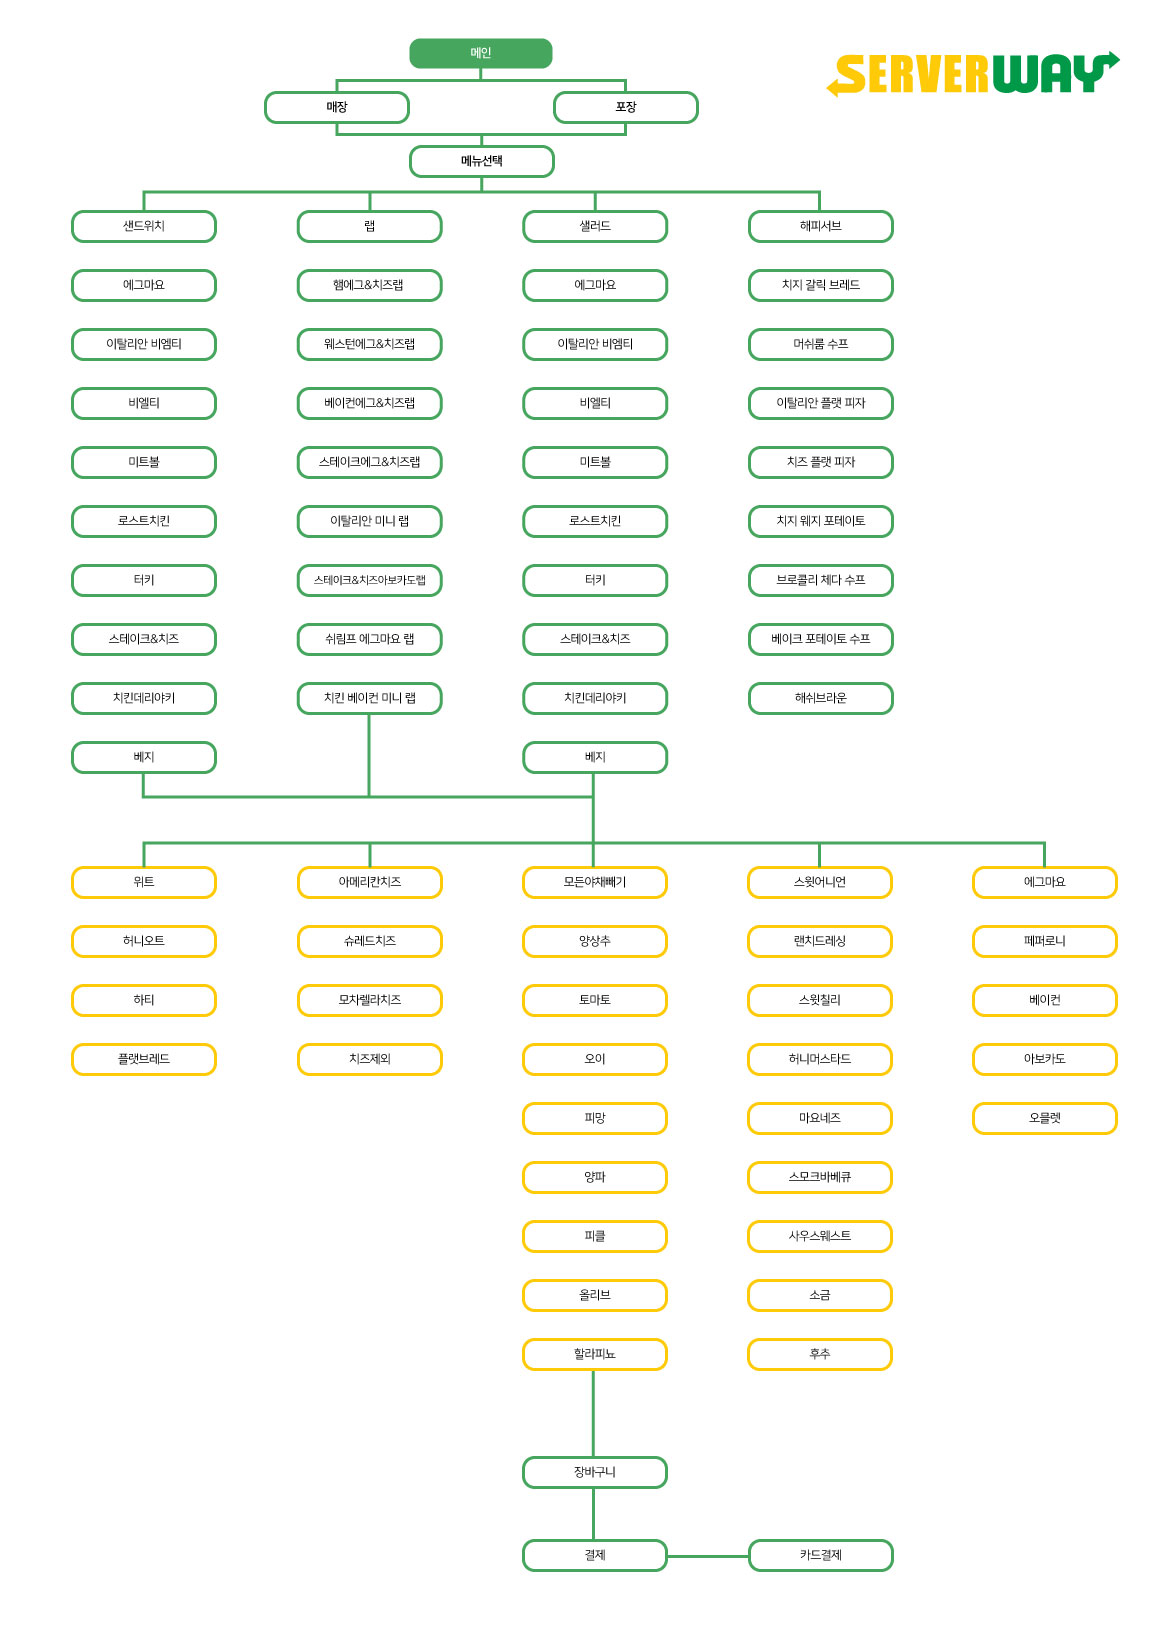 메인
SERVERWAY
매장
포장
메뉴선택
샌드위치
랩
샐러드
해피서브
에그마요
햄에그&치즈랩
에그마요
치지 갈릭 브레드
이탈리안 비엠티
웨스턴에그&치즈랩
이탈리안 비엠티
머쉬룸 수프
비엘티
베이컨에그&치즈랩
비엘티
이탈리안 플랫 피자
미트볼
스테이크에그&치즈랩
미트볼
치즈 플랫 피자
로스트치킨
이탈리안 미니 랩
로스트치킨
치지 웨지 포테이토
터키
스테이크&치즈아보카도랩
터키
브로콜리 체다 수프
스테이크&치즈
쉬림프 에그마요 랩
스테이크&치즈
베이크 포테이토 수프
치킨데리야키
치킨 베이컨 미니 랩
치킨데리야키
해쉬브라운
베지
베지
위트
아메리칸치즈
모든야채빼기
스윗어니언
에그마요
허니오트
슈레드치즈
양상추
랜치드레싱
페퍼로니
하티
모차렐라치즈
토마토
스윗칠리
베이컨
플랫브레드
치즈제외
오이
허니머스타드
아보카도
피망
마요네즈
오믈렛
양파
스모크바베큐
피클
사우스웨스트
올리브
소금
할라피뇨
후추
장바구니
결제
카드결제